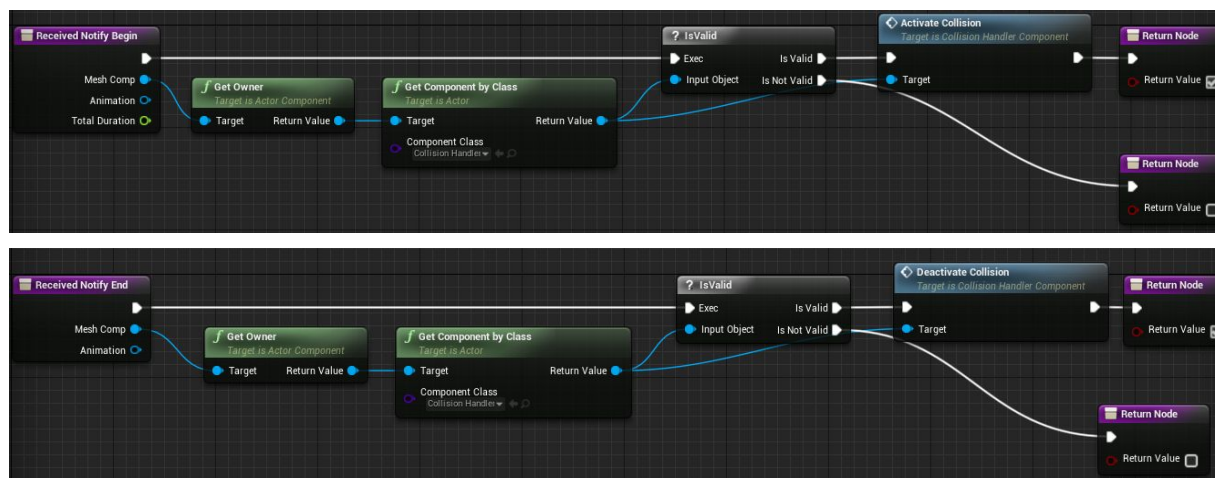 Received Notify Begin
Mesh Comp
Animation
Total Duration
Get Owner
Target is Actor Component
Target
Return Value
Get Component by Class
Target is Actor
Target
Return Value
Component Class
Collision Handler
? IsValid
Exec
Is Valid
Input Object
Is Not Valid
Activate Collision
Target is Collision Handler Component
Target
Return Node
Return Value
Return Node
Return Value
Received Notify End
Mesh Comp
Animation
Get Owner
Target is Actor Component
Target
Return Value
Get Component by Class
Target is Actor
Target
Return Value
Component Class
Collision Handler
? IsValid
Exec
Is Valid
Input Object
Is Not Valid
Deactivate Collision
Target is Collision Handler Component
Target
Return Node
Return Value
Return Node
Return Value